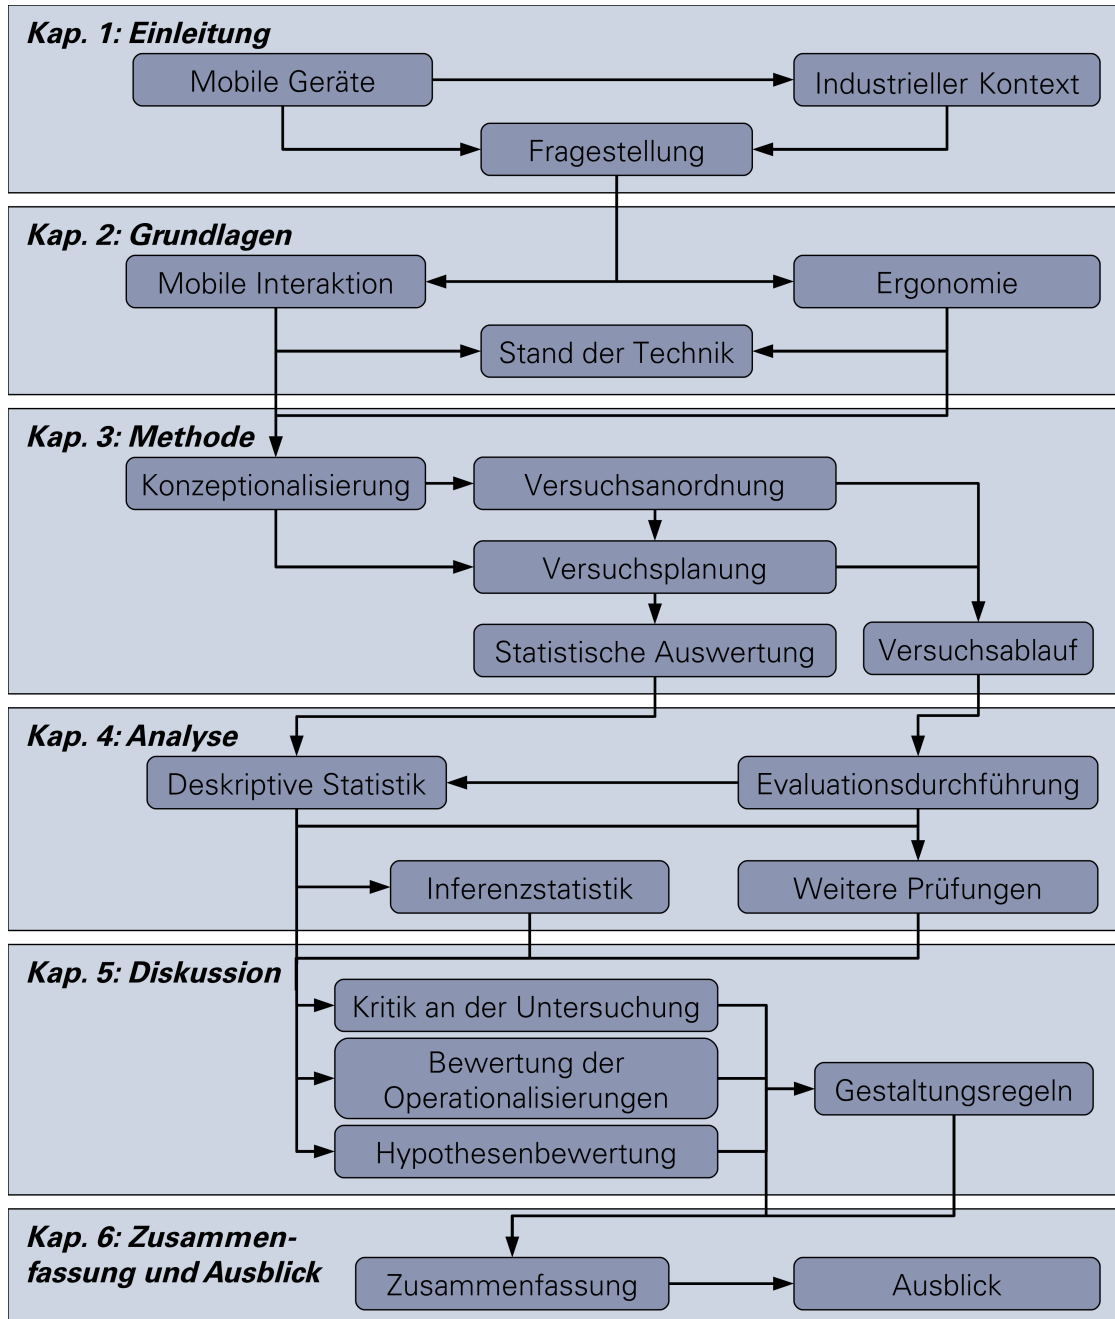 Kap. 1: Einleitung
Mobile Geräte
Industrieller Kontext
Fragestellung
Kap. 2: Grundlagen
Mobile Interaktion
Ergonomie
Stand der Technik
Kap. 3: Methode
Konzeptionalisierung
Versuchsanordnung
Versuchsplanung
Statistische Auswertung
Versuchsablauf
Kap. 4: Analyse
Deskriptive Statistik
Evaluationsdurchführung
Inferenzstatistik
Weitere Prüfungen
Kap. 5: Diskussion
Kritik an der Untersuchung
Bewertung der
Operationalisierungen
Gestaltungsregeln
Hypothesenbewertung
Kap. 6: Zusammen-
fassung und Ausblick
Zusammenfassung
Ausblick